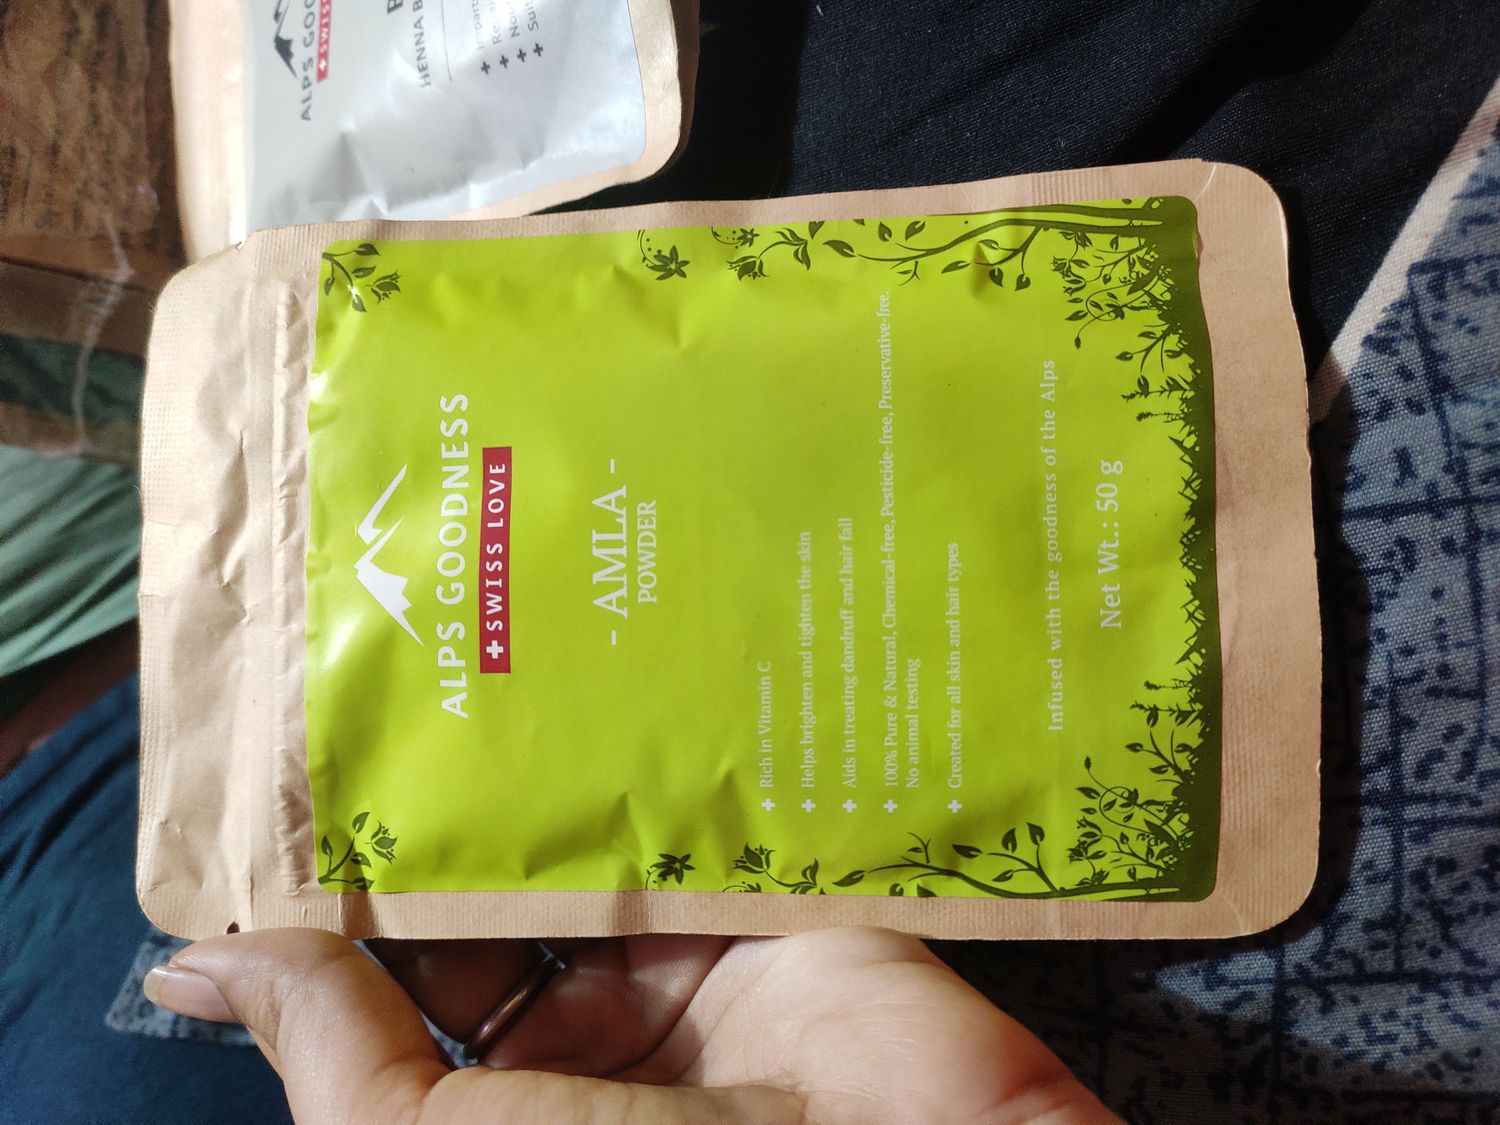 ALPS GOODNESS
SWISS LOVE
- AMLA -
POWDER
Rich in Vitamin C
Helps brighten and tighten the skin
Aids in treating dandruff and hair fall
100% Pure & Natural, Chemical-free, Pesticide-free, Preservative-free.
No animal testing
Created for all skin and hair types
Infused with the goodness of the Alps
Net Wt.: 50 g
ALPS
HENNA